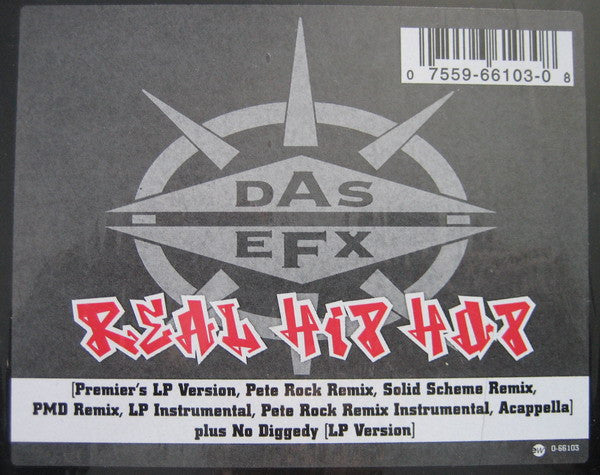 0 7559-66103-0 8
DAS
EFX
REAL HIP HOP
[Premier's LP Version, Pete Rock Remix, Solid Scheme Remix,
PMD Remix, LP Instrumental, Pete Rock Remix Instrumental, Acappella]
plus No Diggedy [LP Version]
ew 0-66103